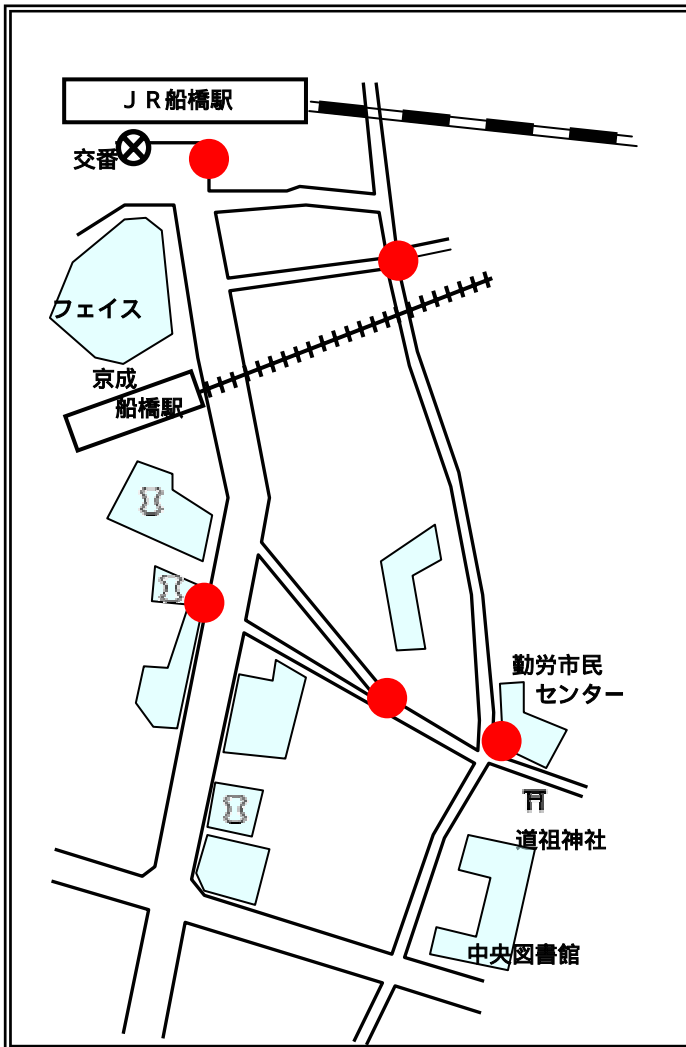 ＪＲ船橋駅
交番
フェイス
京成
船橋駅
勤労市民
センター
道祖神社
中央図書館